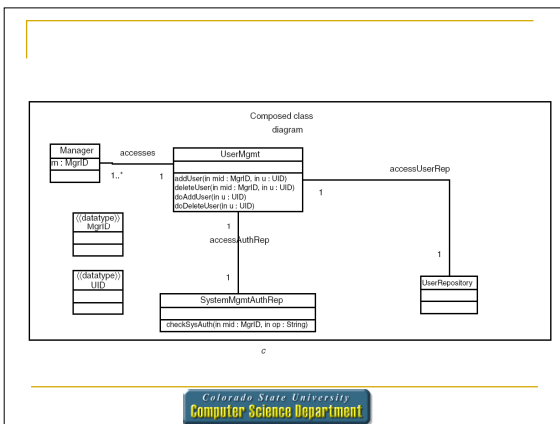 Composed class
diagram
Manager
m : MgrID
accesses
1..*
1
UserMgmt
addUser(in mid : MgrID, in u : UID)
deleteUser(in mid : MgrID, in u : UID)
doAddUser(in u : UID)
doDeleteUser(in u : UID)
accessUserRep
1
1
UserRepository
((datatype))
MgrID
((datatype))
UID
1
accessAuthRep
1
SystemMgmtAuthRep
checkSysAuth(in mid : MgrID, in op : String)
c
Colorado State University
Computer Science Department